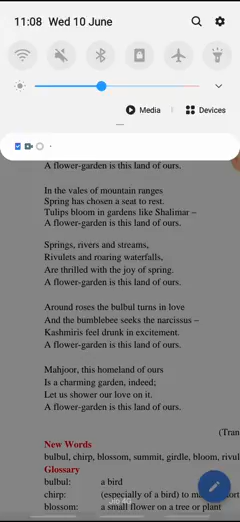 11:08 Wed 10 June
Media
Devices
A flower-garden is this land of ours.
In the vales of mountain ranges
Spring has chosen a seat to rest.
Tulips bloom in gardens like Shalimar –
A flower-garden is this land of ours.
Springs, rivers and streams,
Rivulets and roaring waterfalls,
Are thrilled with the joy of spring.
A flower-garden is this land of ours.
Around roses the bulbul turns in love
And the bumblebee seeks the narcissus –
Kashmiris feel drunk in excitement.
A flower-garden is this land of ours.
Mahjoor, this homeland of ours
Is a charming garden, indeed;
Let us shower our love on it.
A flower-garden is this land of ours.
(Tran
New Words
bulbul, chirp, blossom, summit, girdle, bloom, rivul
Glossary
bulbul: a bird
chirp: (especially of a bird) to ma
blossom: a small flower on a tree or plant